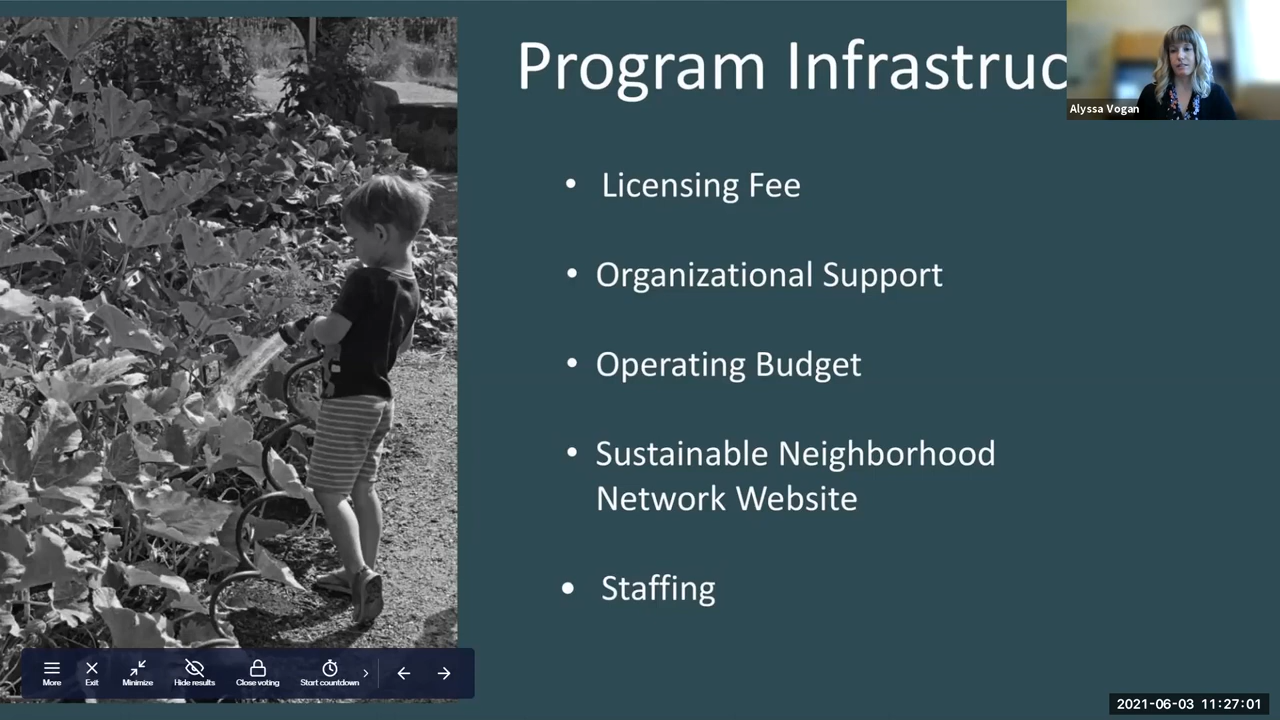 Program Infrastruc
Alyssa Vogan
• Licensing Fee
• Organizational Support
• Operating Budget
• Sustainable Neighborhood
Network Website
• Staffing
More
Exit
Minimize
Hide results
Close voting
Start countdown
2021-06-03 11:27:01